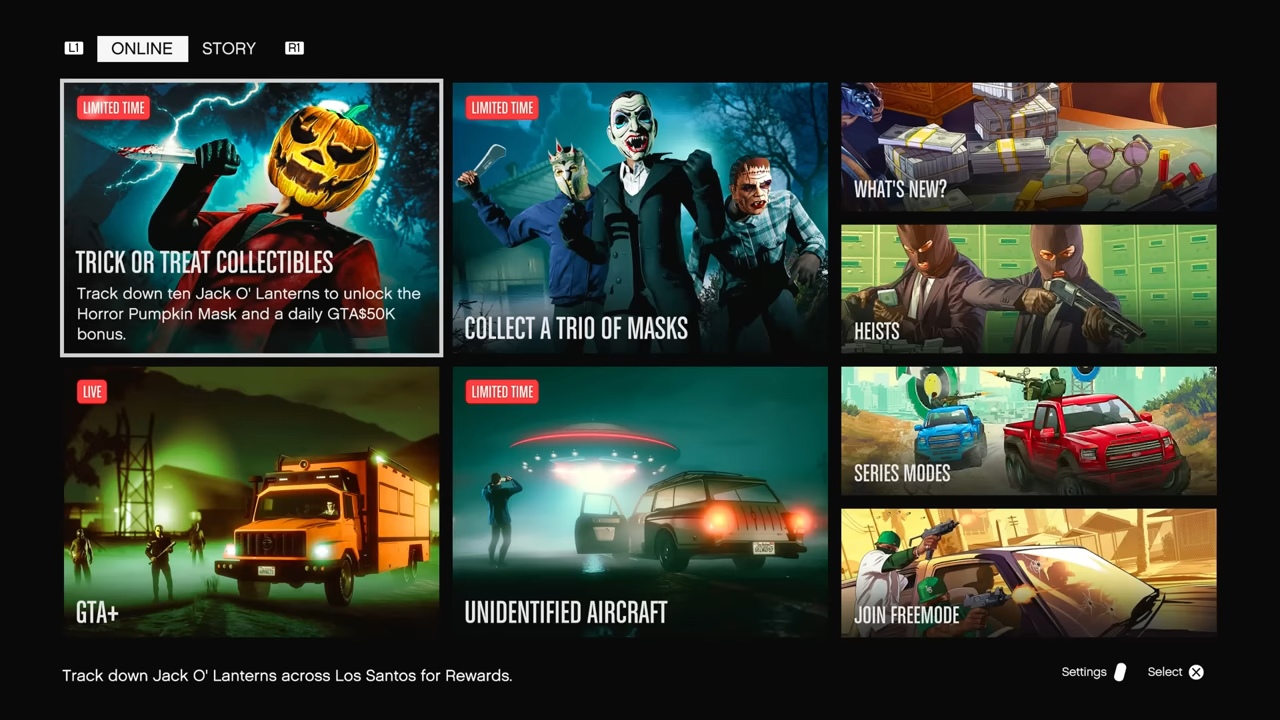 L1 ONLINE STORY R1
LIMITED TIME
TRICK OR TREAT COLLECTIBLES
Track down ten Jack O' Lanterns to unlock the
Horror Pumpkin Mask and a daily GTA$50K
bonus.
LIMITED TIME
COLLECT A TRIO OF MASKS
WHAT'S NEW?
HEISTS
LIVE
GTA+
LIMITED TIME
UNIDENTIFIED AIRCRAFT
SERIES MODES
JOIN FREEMODE
Track down Jack O' Lanterns across Los Santos for Rewards.
Settings
Select